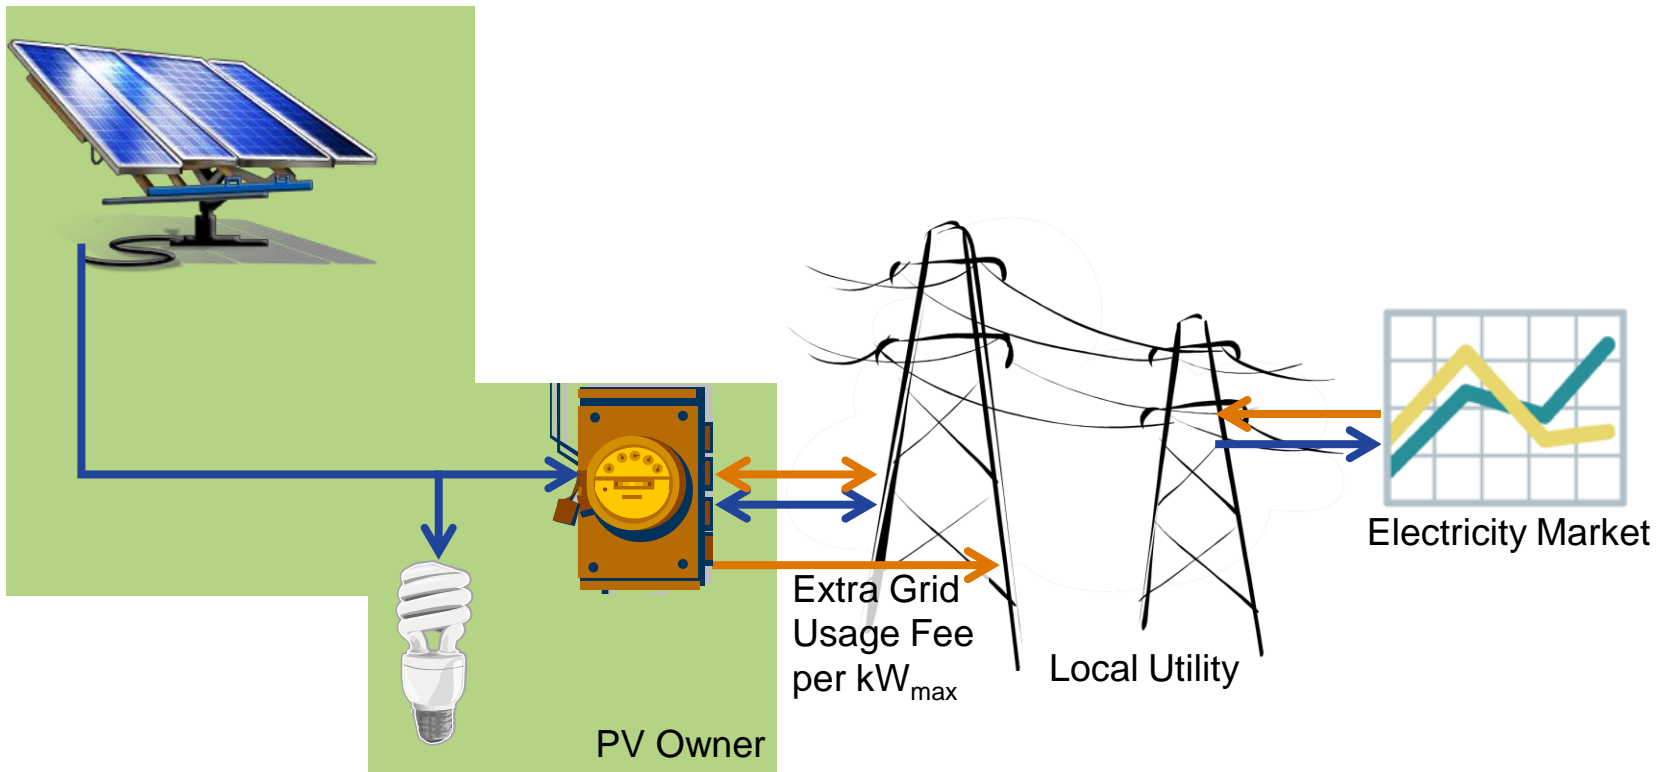 Electricity Market
Extra Grid
Usage Fee
per kWmax
Local Utility
PV Owner